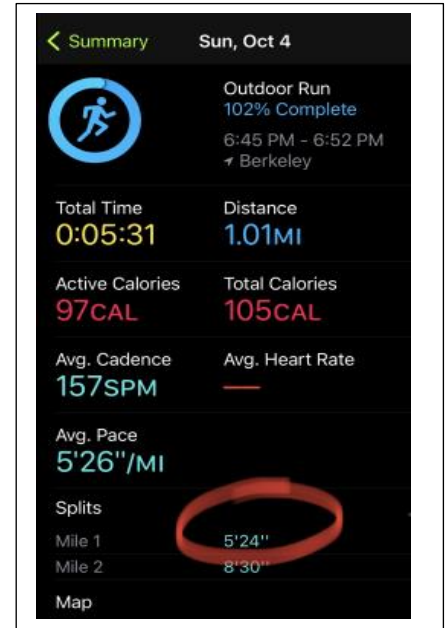 Summary Sun, Oct 4
Outdoor Run
102% Complete
6:45 PM - 6:52 PM
Berkeley
Total Time Distance
0:05:31 1.01MI
Active Calories Total Calories
97CAL 105CAL
Avg. Cadence Avg. Heart Rate
157SPM —
Avg. Pace
5'26"/MI
Splits
Mile 1 5'24"
Mile 2 8'30"
Map